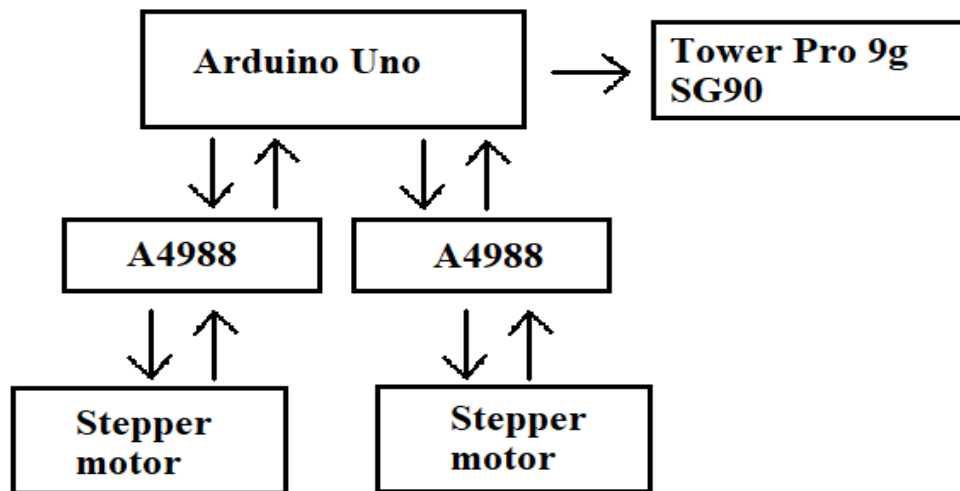 Arduino Uno
Tower Pro 9g
SG90
A4988
A4988
Stepper
motor
Stepper
motor